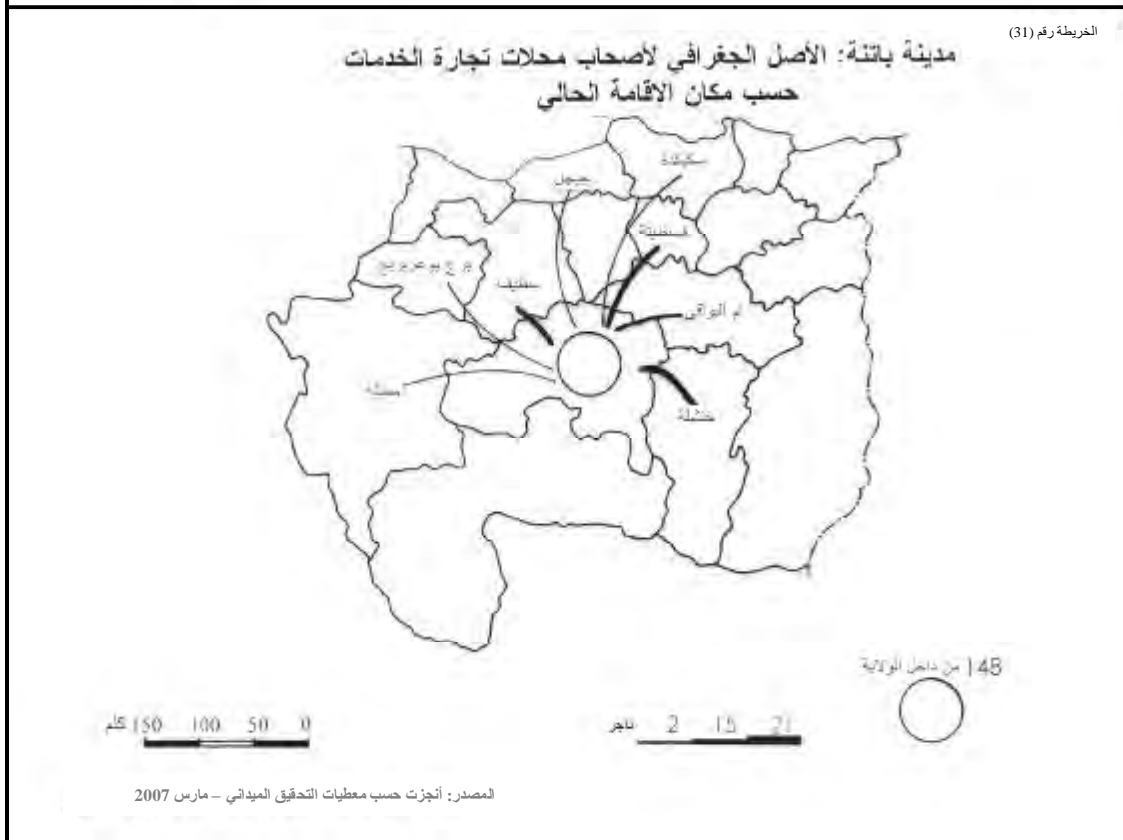 الخريطة رقم (31)
مدينة باتنة: الأصل الجغرافي لأصحاب محلات تجارة الخدمات
حسب مكان الاقامة الحالي
سكيكدة
جيجل
قسنطينة
برج بوعريريج
سطيف
أم البواقي
المسيلة
خنشلة
148 من داخل الولاية
0 50 100 150 كلم
21 15 2 تاجر
المصدر: أنجزت حسب معطيات التحقيق الميداني – مارس 2007